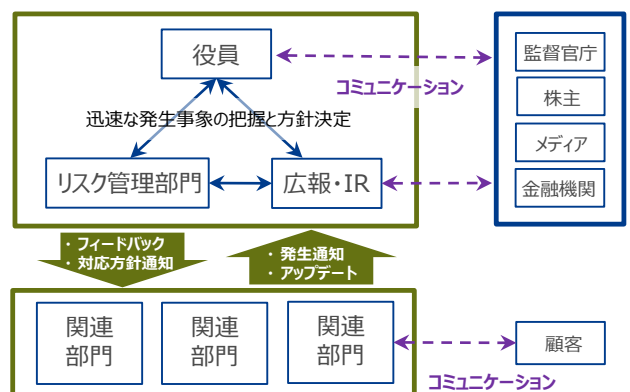 役員
コミュニケーション
迅速な発生事象の把握と方針決定
リスク管理部門
広報・IR
監督官庁
株主
メディア
金融機関
・フィードバック
・対応方針通知
・発生通知
・アップデート
関連
部門
関連
部門
関連
部門
顧客
コミュニケーション